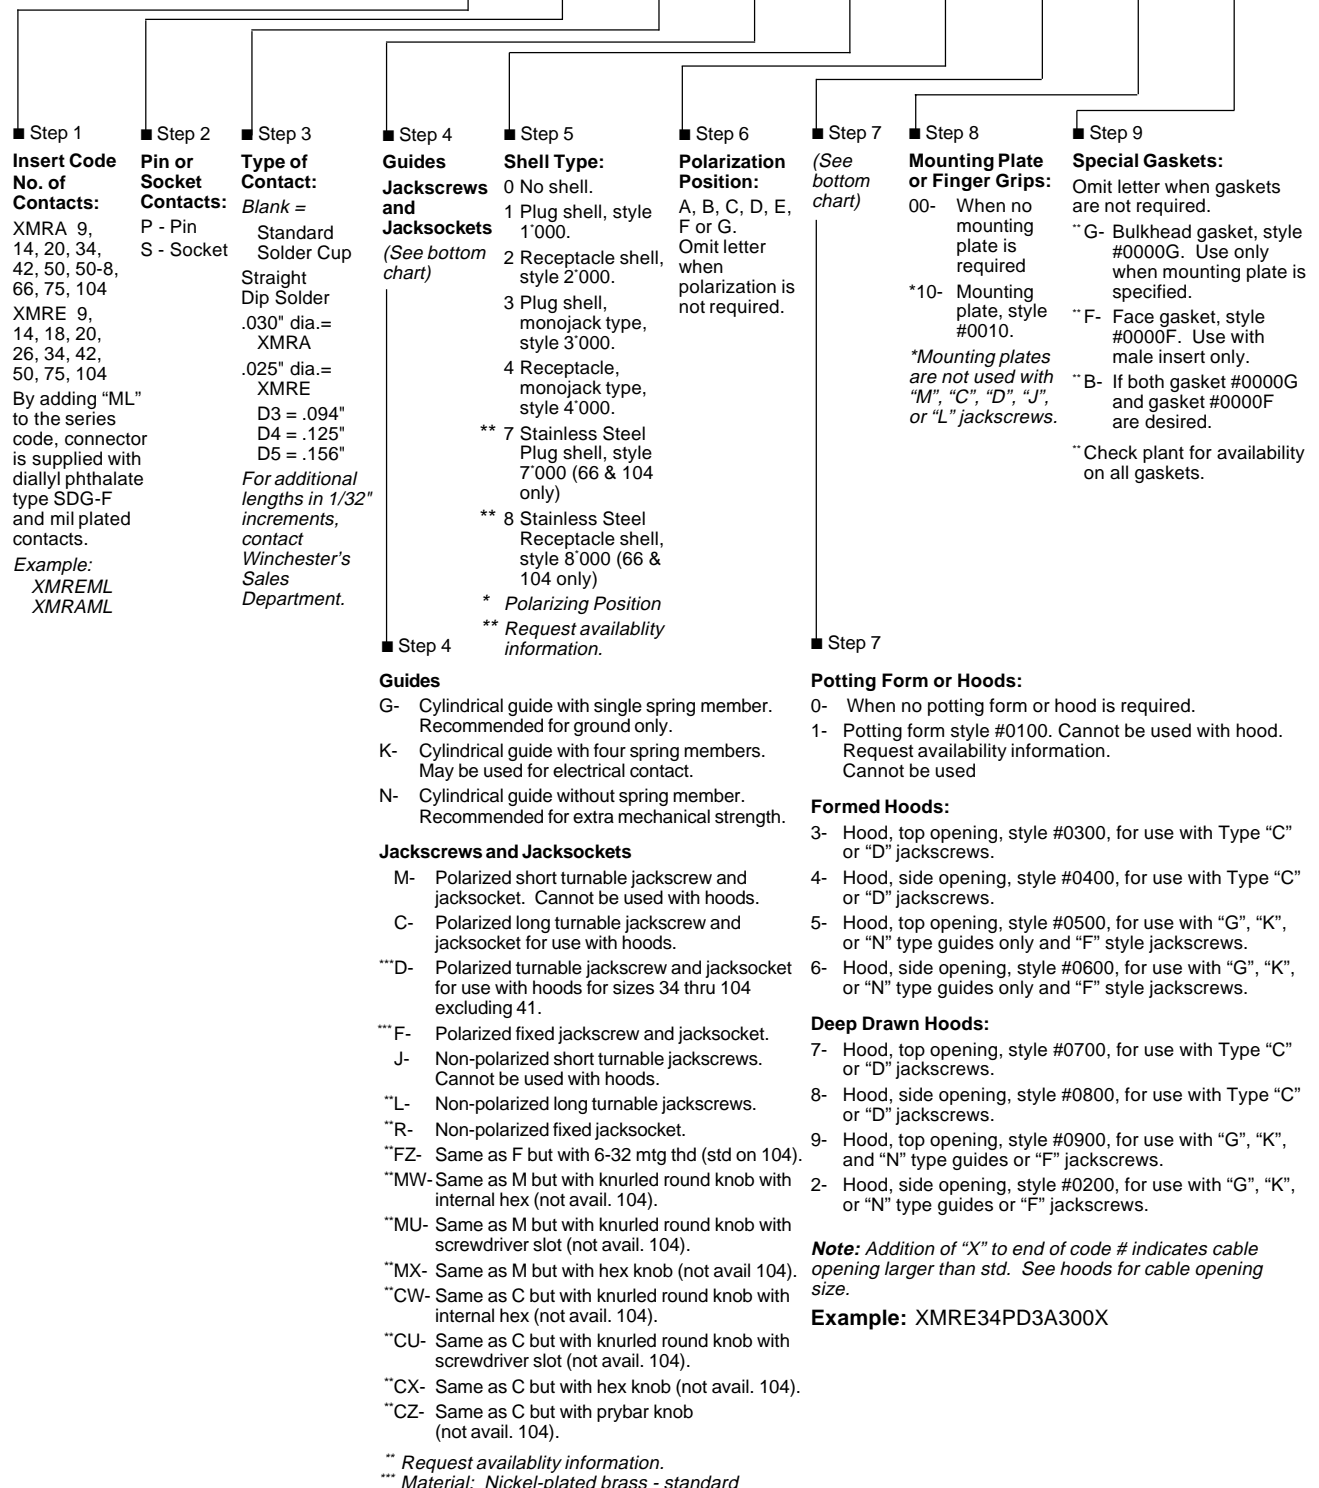 ■ Step 1
Insert Code
No. of
Contacts:
XMRA 9,
14, 20, 34,
42, 50, 50-8,
66, 75, 104
XMRE 9,
14, 18, 20,
26, 34, 42,
50, 75, 104
By adding “ML”
to the series
code, connector
is supplied with
diallyl phthalate
type SDG-F
and mil plated
contacts.
Example:
XMREML
XMRAML
■ Step 2
Pin or
Socket
Contacts:
P - Pin
S - Socket
■ Step 3
Type of
Contact:
Blank =
Standard
Solder Cup
Straight
Dip Solder
.030" dia.=
XMRA
.025" dia.=
XMRE
D3 = .094"
D4 = .125"
D5 = .156"
For additional
lengths in 1/32"
increments,
contact
Winchester’s
Sales
Department.
■ Step 4
Guides
Jackscrews
and
Jacksockets
(See bottom
chart)
■ Step 5
Shell Type:
0 No shell.
1 Plug shell, style
1*000.
2 Receptacle shell,
style 2*000.
3 Plug shell,
monojack type,
style 3*000.
4 Receptacle,
monojack type,
style 4*000.
** 7 Stainless Steel
Plug shell, style
7*000 (66 & 104
only)
** 8 Stainless Steel
Receptacle shell,
style 8*000 (66 &
104 only)
* Polarizing Position
** Request availablity
information.
■ Step 6
Polarization
Position:
A, B, C, D, E,
F or G.
Omit letter
when
polarization is
not required.
■ Step 7
(See
bottom
chart)
■ Step 8
Mounting Plate
or Finger Grips:
00- When no
mounting
plate is
required
*10- Mounting
plate, style
#0010.
*Mounting plates
are not used with
“M”, “C”, “D”, “J”,
or “L” jackscrews.
■ Step 9
Special Gaskets:
Omit letter when gaskets
are not required.
**G- Bulkhead gasket, style
#0000G. Use only
when mounting plate is
specified.
**F- Face gasket, style
#0000F. Use with
male insert only.
**B- If both gasket #0000G
and gasket #0000F
are desired.
**Check plant for availability
on all gaskets.
■ Step 4
Guides
G- Cylindrical guide with single spring member.
Recommended for ground only.
K- Cylindrical guide with four spring members.
May be used for electrical contact.
N- Cylindrical guide without spring member.
Recommended for extra mechanical strength.
Jackscrews and Jacksockets
M- Polarized short turnable jackscrew and
jacksocket. Cannot be used with hoods.
C- Polarized long turnable jackscrew and
jacksocket for use with hoods.
***D- Polarized turnable jackscrew and jacksocket
for use with hoods for sizes 34 thru 104
excluding 41.
***F- Polarized fixed jackscrew and jacksocket.
J- Non-polarized short turnable jackscrews.
Cannot be used with hoods.
**L- Non-polarized long turnable jackscrews.
**R- Non-polarized fixed jacksocket.
**FZ- Same as F but with 6-32 mtg thd (std on 104).
**MW- Same as M but with knurled round knob with
internal hex (not avail. 104).
**MU- Same as M but with knurled round knob with
screwdriver slot (not avail. 104).
**MX- Same as M but with hex knob (not avail 104).
**CW- Same as C but with knurled round knob with
internal hex (not avail. 104).
**CU- Same as C but with knurled round knob with
screwdriver slot (not avail. 104).
**CX- Same as C but with hex knob (not avail. 104).
**CZ- Same as C but with prybar knob
(not avail. 104).
** Request availablity information.
*** Material: Nickel-plated brass - standard
■ Step 7
Potting Form or Hoods:
0- When no potting form or hood is required.
1- Potting form style #0100. Cannot be used with hood.
Request availability information.
Cannot be used
Formed Hoods:
3- Hood, top opening, style #0300, for use with Type “C”
or “D” jackscrews.
4- Hood, side opening, style #0400, for use with Type “C”
or “D” jackscrews.
5- Hood, top opening, style #0500, for use with “G”, “K”,
or “N” type guides only and “F” style jackscrews.
6- Hood, side opening, style #0600, for use with “G”, “K”,
or “N” type guides only and “F” style jackscrews.
Deep Drawn Hoods:
7- Hood, top opening, style #0700, for use with Type “C”
or “D” jackscrews.
8- Hood, side opening, style #0800, for use with Type “C”
or “D” jackscrews.
9- Hood, top opening, style #0900, for use with “G”, “K”,
and “N” type guides or “F” jackscrews.
2- Hood, side opening, style #0200, for use with “G”, “K”,
or “N” type guides or “F” jackscrews.
Note: Addition of “X” to end of code # indicates cable
opening larger than std. See hoods for cable opening
size.
Example: XMRE34PD3A300X